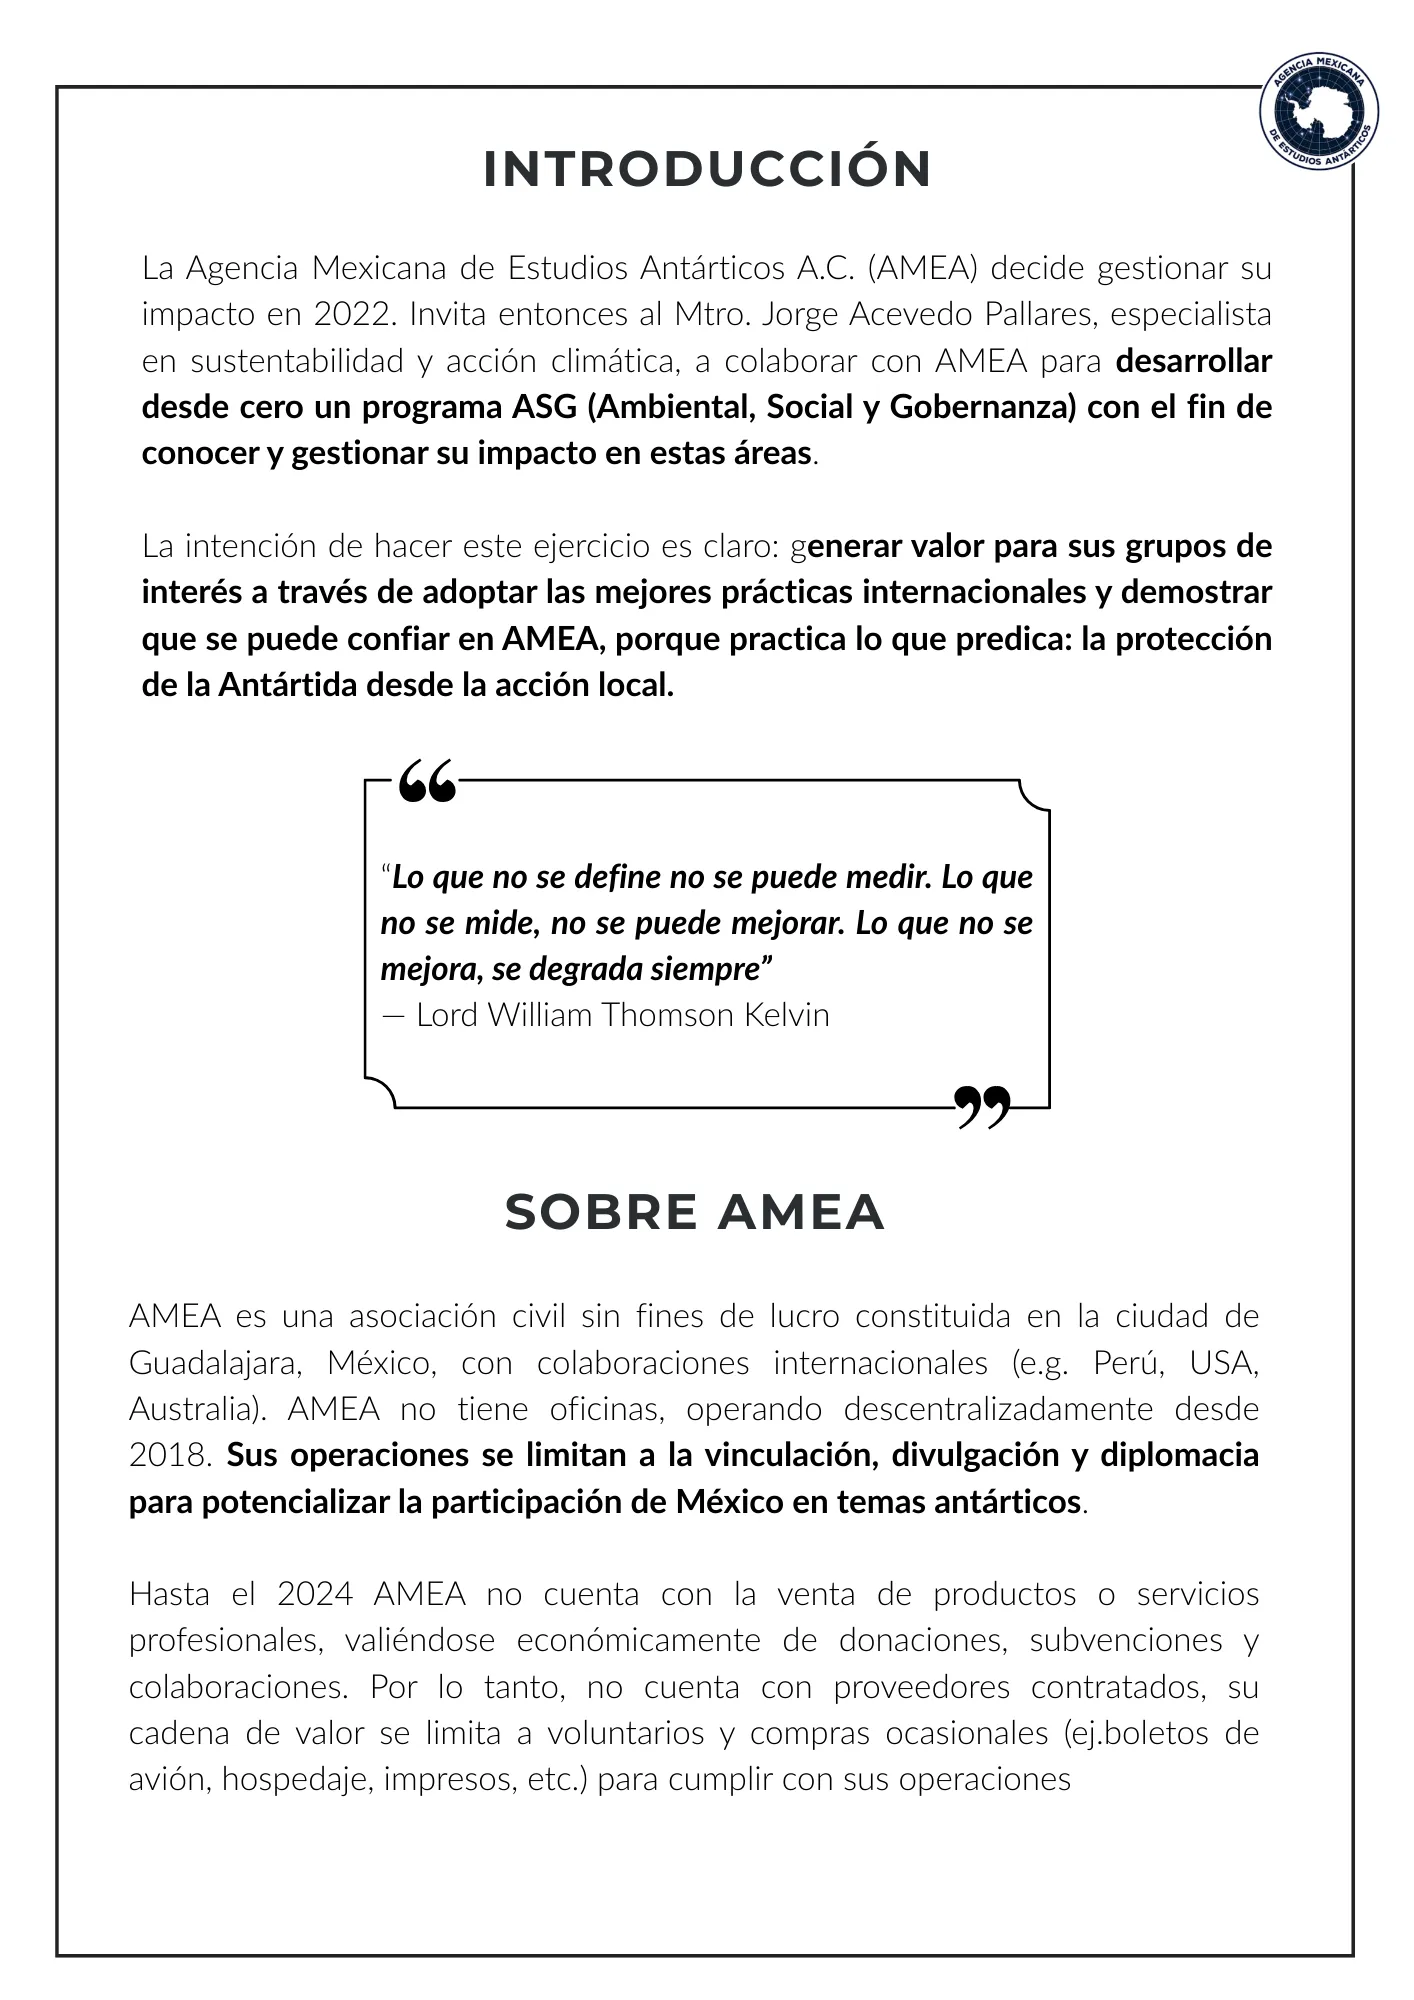 AGENCIA MEXICANA
DE ESTUDIOS ANTÁRTICOS
INTRODUCCIÓN
La Agencia Mexicana de Estudios Antárticos A.C. (AMEA) decide gestionar su
impacto en 2022. Invita entonces al Mtro. Jorge Acevedo Pallares, especialista
en sustentabilidad y acción climática, a colaborar con AMEA para desarrollar
desde cero un programa ASG (Ambiental, Social y Gobernanza) con el fin de
conocer y gestionar su impacto en estas áreas.
La intención de hacer este ejercicio es claro: generar valor para sus grupos de
interés a través de adoptar las mejores prácticas internacionales y demostrar
que se puede confiar en AMEA, porque practica lo que predica: la protección
de la Antártida desde la acción local.
“
“Lo que no se define no se puede medir. Lo que
no se mide, no se puede mejorar. Lo que no se
mejora, se degrada siempre”
— Lord William Thomson Kelvin
”
SOBRE AMEA
AMEA es una asociación civil sin fines de lucro constituida en la ciudad de
Guadalajara, México, con colaboraciones internacionales (e.g. Perú, USA,
Australia). AMEA no tiene oficinas, operando descentralizadamente desde
2018. Sus operaciones se limitan a la vinculación, divulgación y diplomacia
para potencializar la participación de México en temas antárticos.
Hasta el 2024 AMEA no cuenta con la venta de productos o servicios
profesionales, valiéndose económicamente de donaciones, subvenciones y
colaboraciones. Por lo tanto, no cuenta con proveedores contratados, su
cadena de valor se limita a voluntarios y compras ocasionales (ej.boletos de
avión, hospedaje, impresos, etc.) para cumplir con sus operaciones